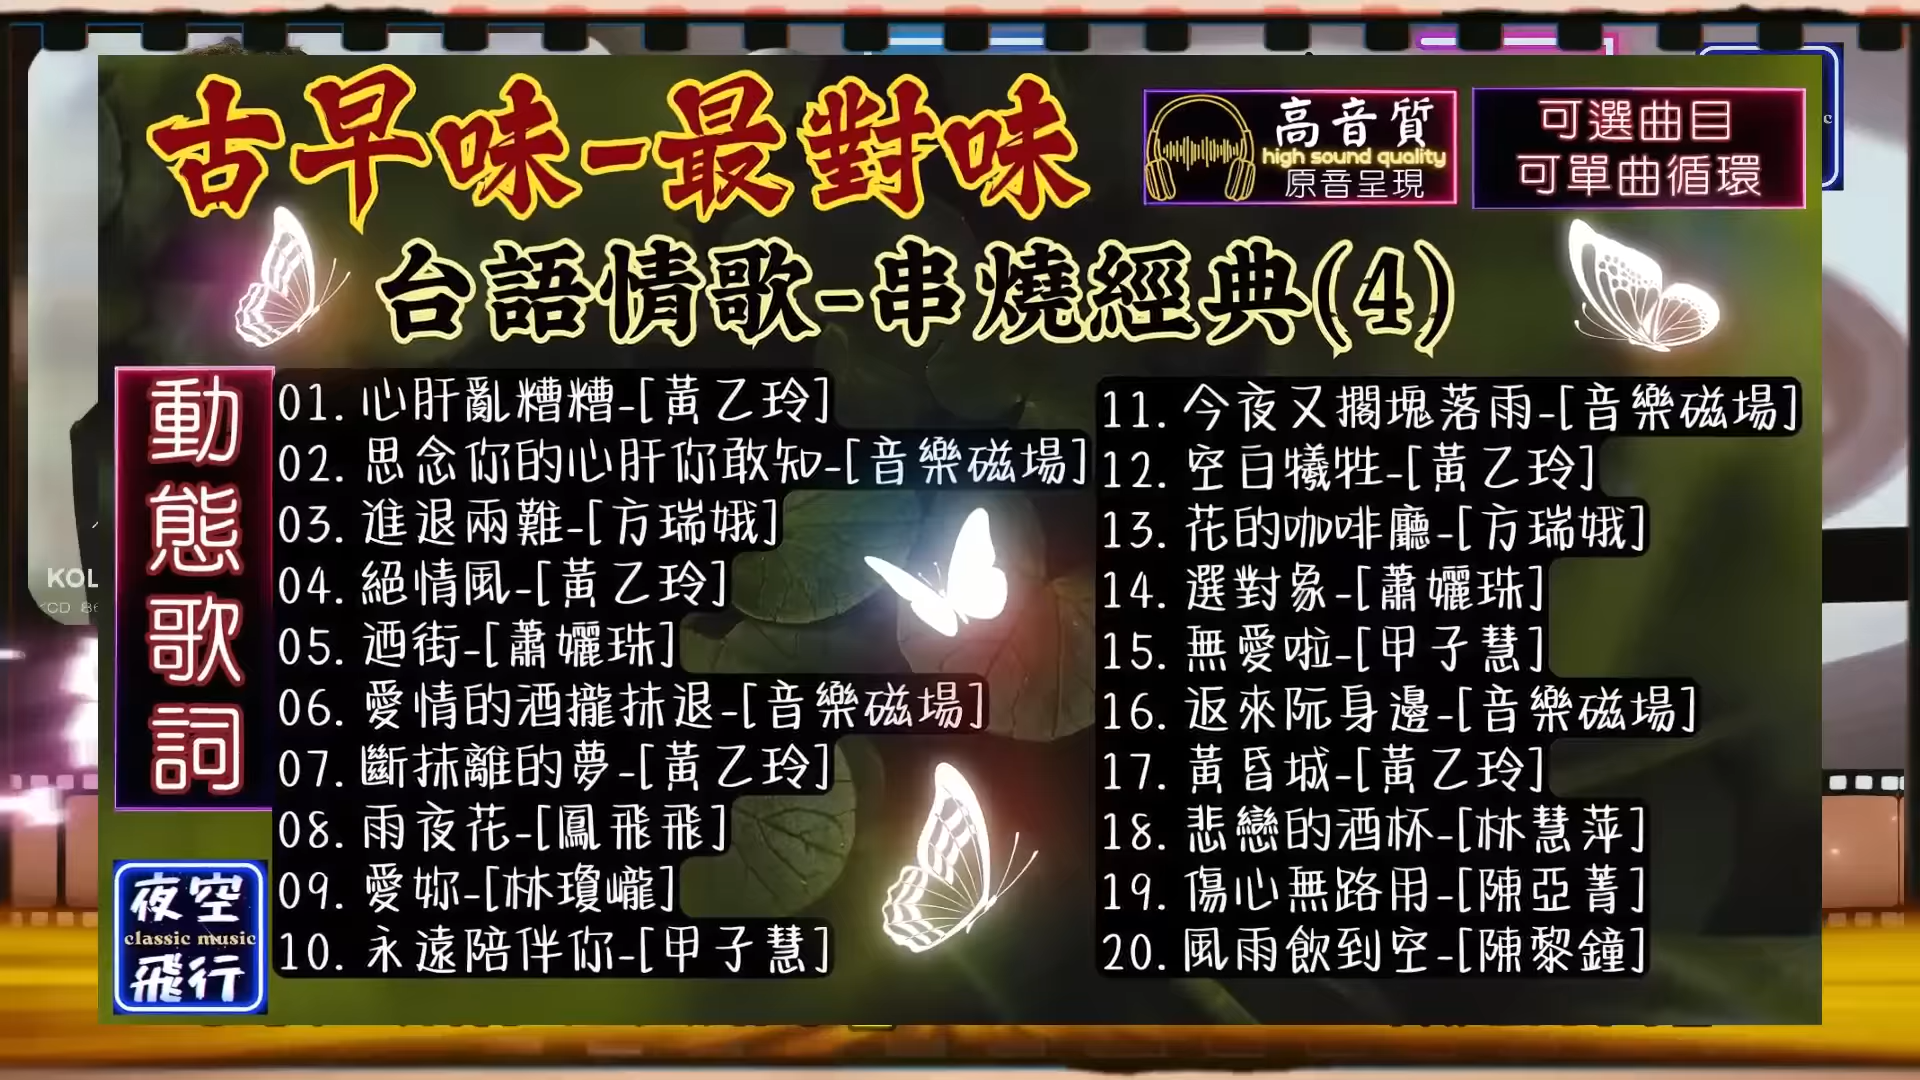 古早味-最對味
高音質
high sound quality
原音呈現
可選曲目
可單曲循環
台語情歌-串燒經典(4)
動態歌詞
01. 心肝亂糟糟-[黃乙玲]
02. 思念你的心肝你敢知-[音樂磁場]
03. 進退兩難-[方瑞娥]
04. 絕情風-[黃乙玲]
05. 迺街-[蕭孋珠]
06. 愛情的酒攏抹退-[音樂磁場]
07. 斷抹離的夢-[黃乙玲]
08. 雨夜花-[鳳飛飛]
09. 愛妳-[林瓊巄]
10. 永遠陪伴你-[甲子慧]
11. 今夜又擱塊落雨-[音樂磁場]
12. 空白犧牲-[黃乙玲]
13. 花的咖啡廳-[方瑞娥]
14. 選對象-[蕭孋珠]
15. 無愛啦-[甲子慧]
16. 返來阮身邊-[音樂磁場]
17. 黃昏城-[黃乙玲]
18. 悲戀的酒杯-[林慧萍]
19. 傷心無路用-[陳亞菁]
20. 風雨飲到空-[陳黎鐘]
夜空
classic music
飛行
KOL